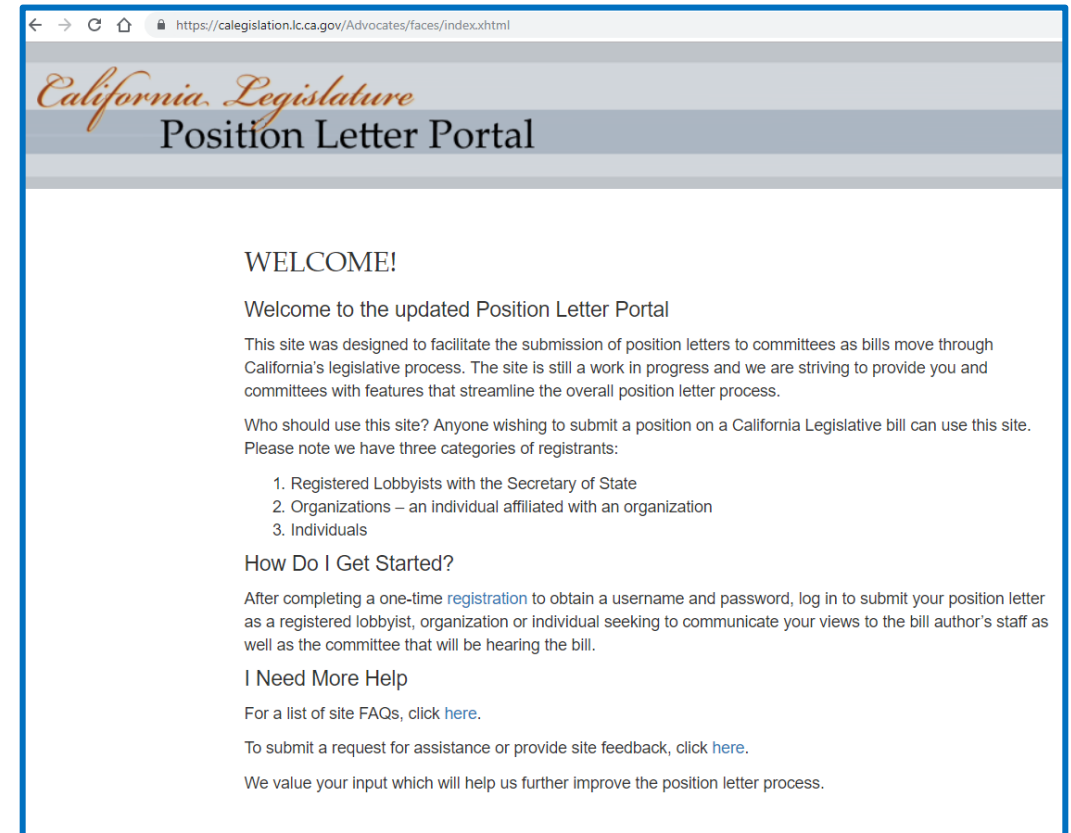 https://calegislation.lc.ca.gov/Advocates/faces/index.xhtml
California Legislature
Position Letter Portal
WELCOME!
Welcome to the updated Position Letter Portal
This site was designed to facilitate the submission of position letters to committees as bills move through
California's legislative process. The site is still a work in progress and we are striving to provide you and
committees with features that streamline the overall position letter process.
Who should use this site? Anyone wishing to submit a position on a California Legislative bill can use this site.
Please note we have three categories of registrants:
1. Registered Lobbyists with the Secretary of State
2. Organizations – an individual affiliated with an organization
3. Individuals
How Do I Get Started?
After completing a one-time registration to obtain a username and password, log in to submit your position letter
as a registered lobbyist, organization or individual seeking to communicate your views to the bill author's staff as
well as the committee that will be hearing the bill.
I Need More Help
For a list of site FAQs, click here.
To submit a request for assistance or provide site feedback, click here.
We value your input which will help us further improve the position letter process.